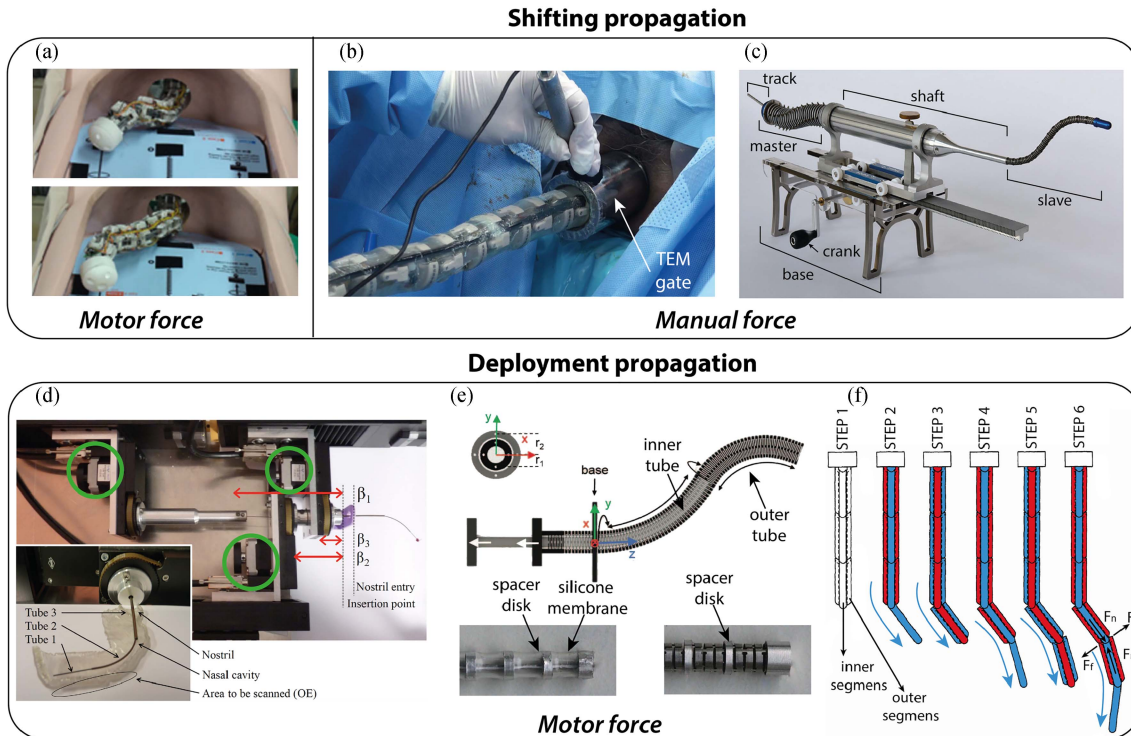 Shifting propagation
(a)
(b)
(c)
track
shaft
master
slave
crank
base
TEM
gate
Motor force
Manual force
Deployment propagation
(d)
β1
β3
β2
Nostril entry
Insertion point
Tube 3
Tube 2
Tube 1
Nostril
Nasal cavity
Area to be scanned (OE)
(e)
y
x
r2
r1
base
y
x
z
inner
tube
outer
tube
spacer
disk
silicone
membrane
spacer
disk
Motor force
(f)
STEP 1
STEP 2
STEP 3
STEP 4
STEP 5
STEP 6
Fn
Ff
inner
segmens
outer
segmens